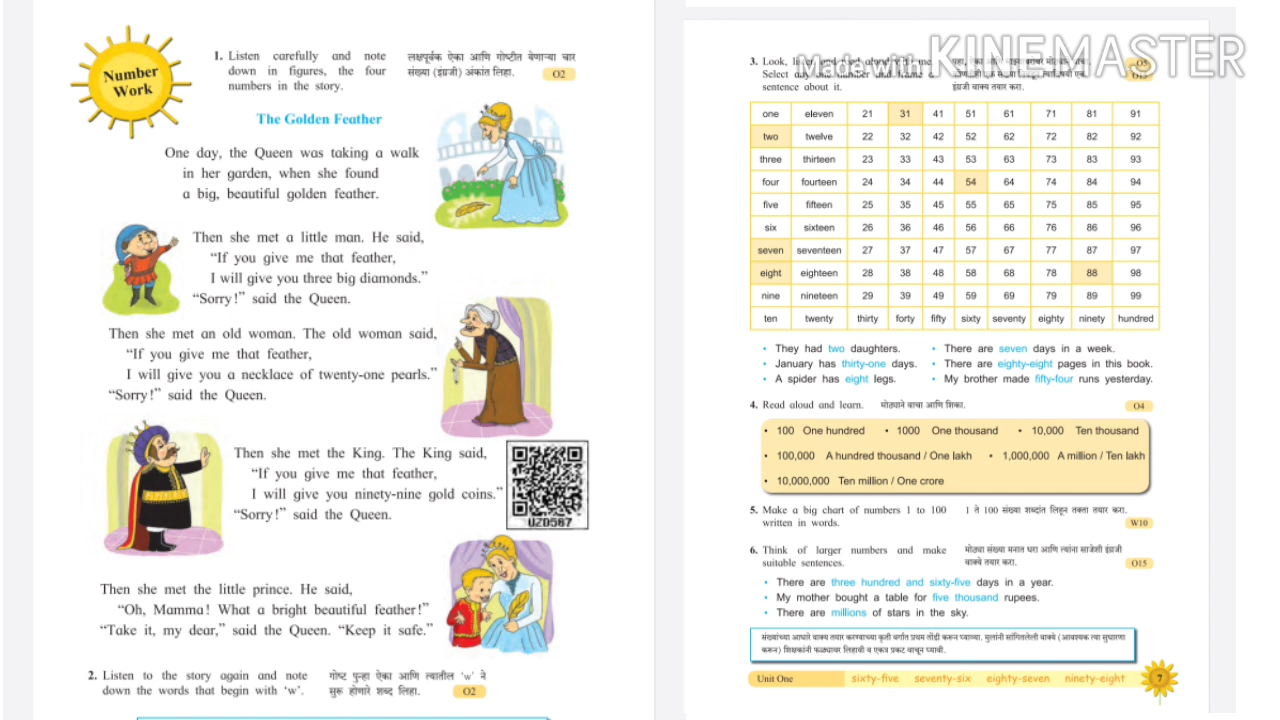 Number
Work
1. Listen carefully and note
down in figures, the four
numbers in the story.
लक्षपूर्वक ऐका आणि गोष्टीत येणाऱ्या चार
संख्या (इंग्रजी) अंकांत लिहा.
O2
The Golden Feather
One day, the Queen was taking a walk
in her garden, when she found
a big, beautiful golden feather.
Then she met a little man. He said,
“If you give me that feather,
I will give you three big diamonds.”
“Sorry!” said the Queen.
Then she met an old woman. The old woman said,
“If you give me that feather,
I will give you a necklace of twenty-one pearls.”
“Sorry!” said the Queen.
Then she met the King. The King said,
“If you give me that feather,
I will give you ninety-nine gold coins.”
“Sorry!” said the Queen.
UZD587
Then she met the little prince. He said,
“Oh, Mamma! What a bright beautiful feather!”
“Take it, my dear,” said the Queen. “Keep it safe.”
2. Listen to the story again and note
down the words that begin with ‘w’.
गोष्ट पुन्हा ऐका आणि त्यातील ‘w’ ने
सुरू होणारे शब्द लिहा.
O2
Made with KINEMASTER
3. Look,
Select
sentence about it.
इंग्रजी वाक्य तयार करा.
one eleven 21 31 41 51 61 71 81 91
two twelve 22 32 42 52 62 72 82 92
three thirteen 23 33 43 53 63 73 83 93
four fourteen 24 34 44 54 64 74 84 94
five fifteen 25 35 45 55 65 75 85 95
six sixteen 26 36 46 56 66 76 86 96
seven seventeen 27 37 47 57 67 77 87 97
eight eighteen 28 38 48 58 68 78 88 98
nine nineteen 29 39 49 59 69 79 89 99
ten twenty thirty forty fifty sixty seventy eighty ninety hundred
• They had two daughters. • There are seven days in a week.
• January has thirty-one days. • There are eighty-eight pages in this book.
• A spider has eight legs. • My brother made fifty-four runs yesterday.
4. Read aloud and learn. मोठ्याने वाचा आणि शिका. O4
• 100 One hundred • 1000 One thousand • 10,000 Ten thousand
• 100,000 A hundred thousand / One lakh • 1,000,000 A million / Ten lakh
• 10,000,000 Ten million / One crore
5. Make a big chart of numbers 1 to 100
written in words.
1 ते 100 संख्या शब्दांत लिहून तक्ता तयार करा.
W10
6. Think of larger numbers and make
suitable sentences.
मोठ्या संख्या मनात धरा आणि त्यांना साजेशी इंग्रजी
वाक्ये तयार करा.
O15
• There are three hundred and sixty-five days in a year.
• My mother bought a table for five thousand rupees.
• There are millions of stars in the sky.
संख्यांच्या आधारे वाक्य तयार करण्याच्या कृती वर्गात प्रथम तोंडी करून घ्याव्या. मुलांनी सांगितलेली वाक्ये (आवश्यक त्या सुधारणा
करून) शिक्षकांनी फळ्यावर लिहावी व एकत्र प्रकट वाचून घ्यावी.
Unit One sixty-five seventy-six eighty-seven ninety-eight 7